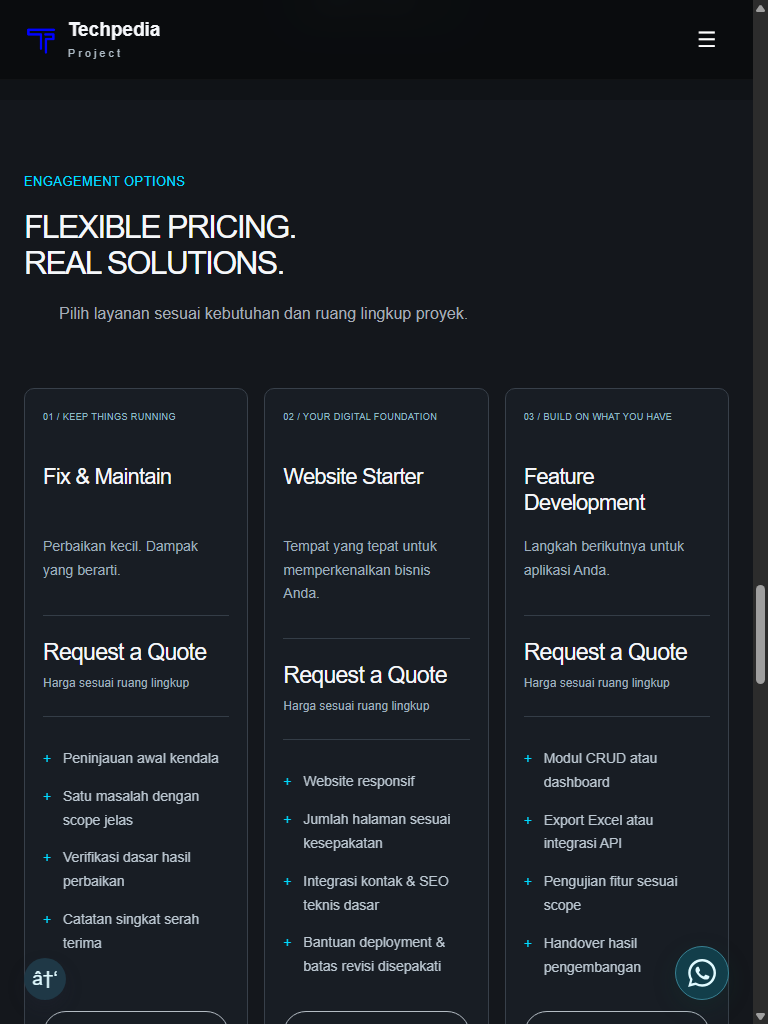 Techpedia
Project
☰
ENGAGEMENT OPTIONS
FLEXIBLE PRICING.
REAL SOLUTIONS.
Pilih layanan sesuai kebutuhan dan ruang lingkup proyek.
01 / KEEP THINGS RUNNING
Fix & Maintain
Perbaikan kecil. Dampak
yang berarti.
Request a Quote
Harga sesuai ruang lingkup
+ Peninjauan awal kendala
+ Satu masalah dengan
scope jelas
+ Verifikasi dasar hasil
perbaikan
+ Catatan singkat serah
terima
02 / YOUR DIGITAL FOUNDATION
Website Starter
Tempat yang tepat untuk
memperkenalkan bisnis
Anda.
Request a Quote
Harga sesuai ruang lingkup
+ Website responsif
+ Jumlah halaman sesuai
kesepakatan
+ Integrasi kontak & SEO
teknis dasar
+ Bantuan deployment &
batas revisi disepakati
03 / BUILD ON WHAT YOU HAVE
Feature
Development
Langkah berikutnya untuk
aplikasi Anda.
Request a Quote
Harga sesuai ruang lingkup
+ Modul CRUD atau
dashboard
+ Export Excel atau
integrasi API
+ Pengujian fitur sesuai
scope
+ Handover hasil
pengembangan
â†‘